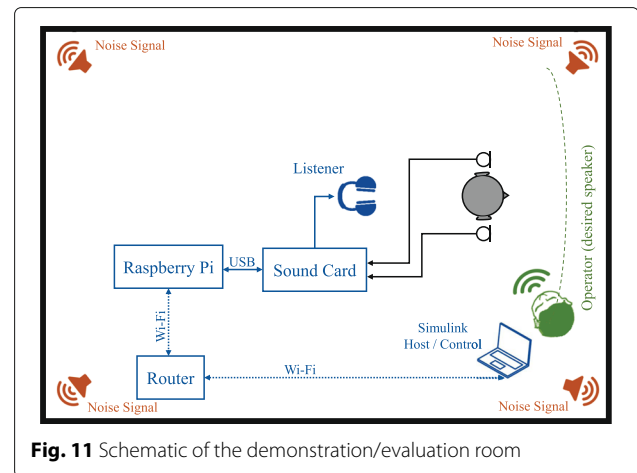 Noise Signal
Noise Signal
Listener
Operator (desired speaker)
Raspberry Pi
USB
Sound Card
Wi-Fi
Simulink
Host / Control
Router
Wi-Fi
Noise Signal
Noise Signal
Fig. 11 Schematic of the demonstration/evaluation room